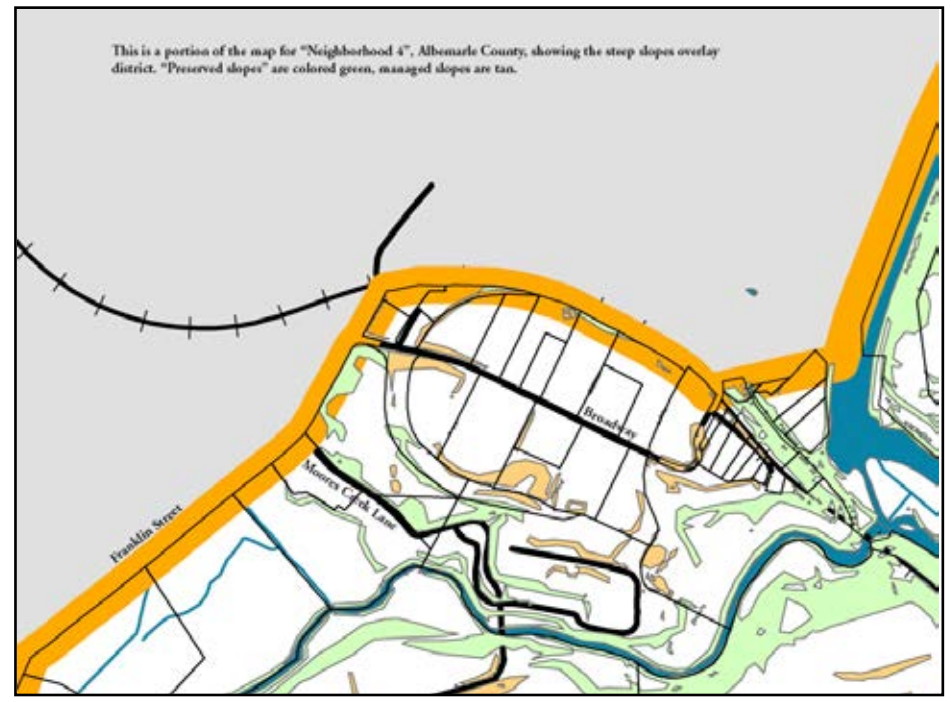 This is a portion of the map for “Neighborhood 4”, Albemarle County, showing the steep slopes overlay
district. “Preserved slopes” are colored green, managed slopes are tan.
Broadway
Moores Creek Lane
Franklin Street